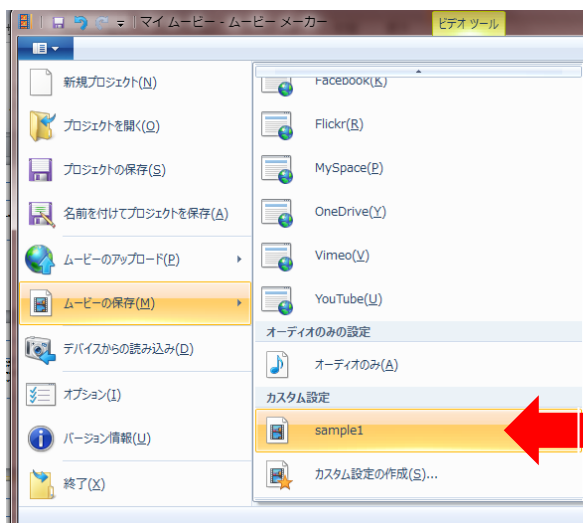 マイ ムービー - ムービー メーカー
ビデオ ツール
新規プロジェクト(N)
プロジェクトを開く(O)
プロジェクトの保存(S)
名前を付けてプロジェクトを保存(A)
ムービーのアップロード(P)
ムービーの保存(M)
デバイスからの読み込み(D)
オプション(I)
バージョン情報(U)
終了(X)
Facebook(K)
Flickr(R)
MySpace(P)
OneDrive(Y)
Vimeo(V)
YouTube(U)
オーディオのみの設定
オーディオのみ(A)
カスタム設定
sample1
カスタム設定の作成(S)...